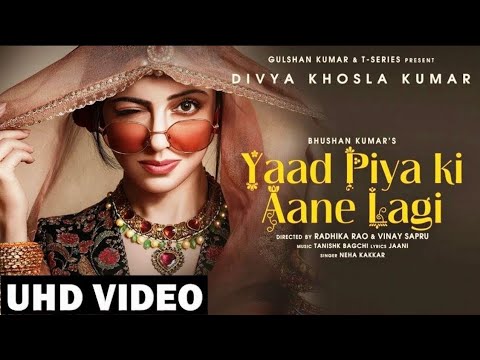 GULSHAN KUMAR & T-SERIES PRESENT
DIVYA KHOSLA KUMAR
BHUSHAN KUMAR'S
Yaad Piya ki
Aane Lagi
DIRECTED BY RADHIKA RAO & VINAY SAPRU
MUSIC TANISHK BAGCHI LYRICS JAANI
SINGER NEHA KAKKAR
UHD VIDEO